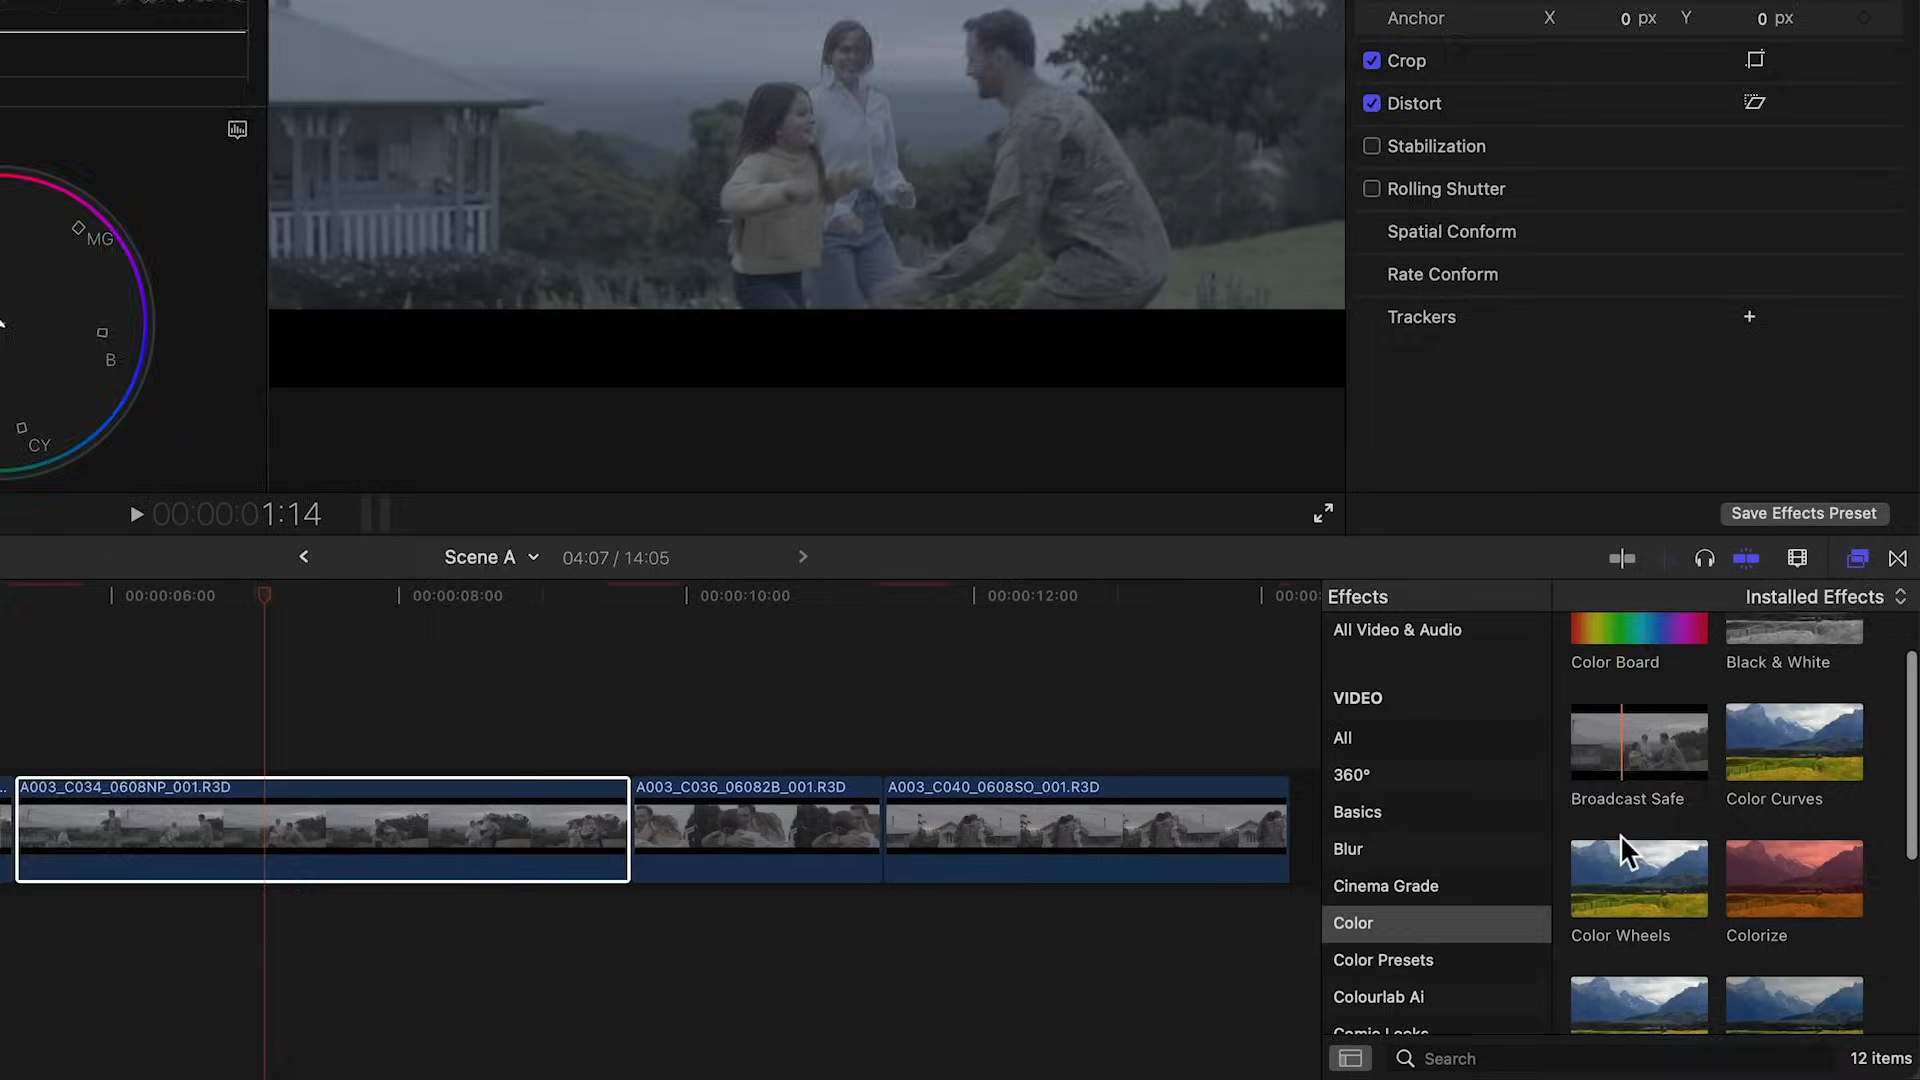 Anchor X 0 px Y 0 px
Crop
Distort
Stabilization
Rolling Shutter
Spatial Conform
Rate Conform
Trackers +
MG
B
CY
00:00:01:14
Save Effects Preset
Scene A 04:07 / 14:05
00:00:06:00
00:00:08:00
00:00:10:00
00:00:12:00
00:00:
Effects
Installed Effects
All Video & Audio
VIDEO
All
360°
Basics
Blur
Cinema Grade
Color
Color Presets
Colourlab Ai
Comic Looks
Color Board
Black & White
Broadcast Safe
Color Curves
Color Wheels
Colorize
A003_C034_0608NP_001.R3D
A003_C036_06082B_001.R3D
A003_C040_0608SO_001.R3D
Search
12 items